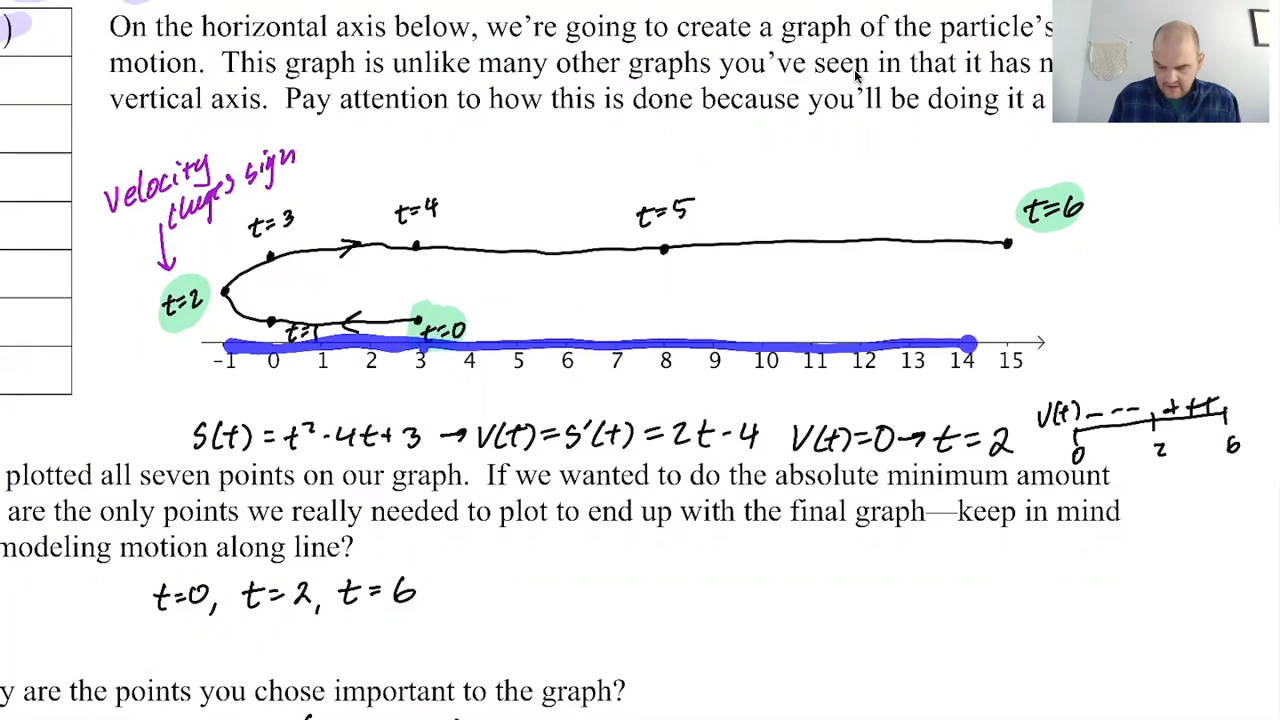 )
On the horizontal axis below, we're going to create a graph of the particle's
motion. This graph is unlike many other graphs you've seen in that it has n
vertical axis. Pay attention to how this is done because you'll be doing it a
velocity
changes sign
t=3
t=4
t=5
t=6
t=2
t=1
t=0
-1 0 1 2 3 4 5 6 7 8 9 10 11 12 13 14 15
S(t) = t² - 4t + 3 → V(t) = S'(t) = 2t - 4 V(t) = 0 → t = 2
V(t) - - - + + +
0 2 6
plotted all seven points on our graph. If we wanted to do the absolute minimum amount
are the only points we really needed to plot to end up with the final graph—keep in mind
modeling motion along line?
t=0, t=2, t=6
y are the points you chose important to the graph?